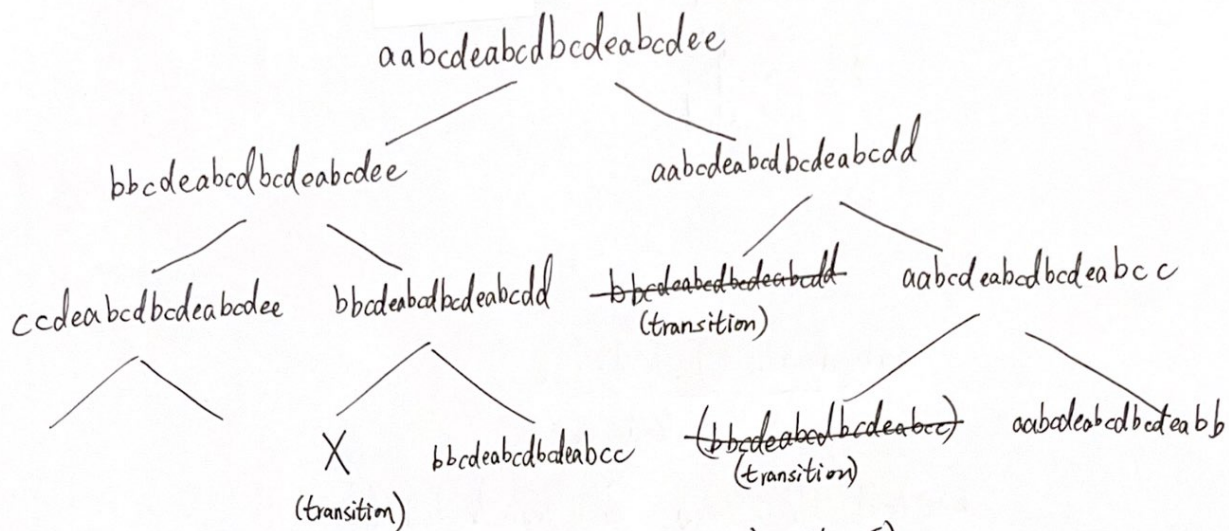 aabcdeabcdbcdeabcdee
bbcdeabcdbcdeabcdee
aabcdeabcdbcdeabcdd
ccdeabcdbcdeabcdee
bbcdeabcdbcdeabcdd
bbcdeabcdbcdeabcdd
(transition)
aabcdeabcdbcdeabcc
X
(transition)
bbcdeabcdbcdeabcc
(bbcdeabcdbcdeabcc)
(transition)
aabcdeabcdbcdeabb